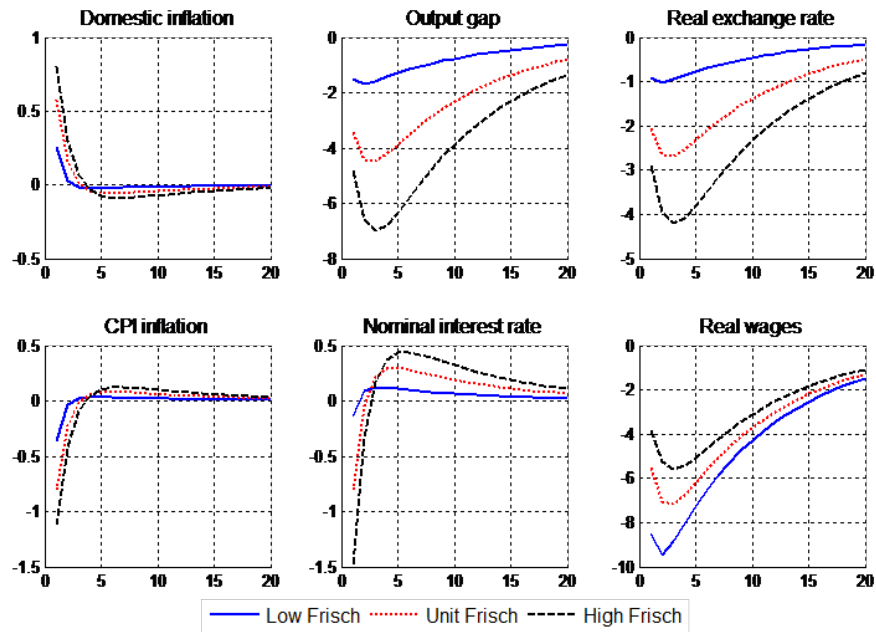 Domestic inflation
1
0.5
0
-0.5
0 5 10 15 20
Output gap
0
-2
-4
-6
-8
0 5 10 15 20
Real exchange rate
0
-1
-2
-3
-4
-5
0 5 10 15 20
CPI inflation
0.5
0
-0.5
-1
-1.5
0 5 10 15 20
Nominal interest rate
0.5
0
-0.5
-1
-1.5
0 5 10 15 20
Real wages
0
-2
-4
-6
-8
-10
0 5 10 15 20
Low Frisch Unit Frisch High Frisch